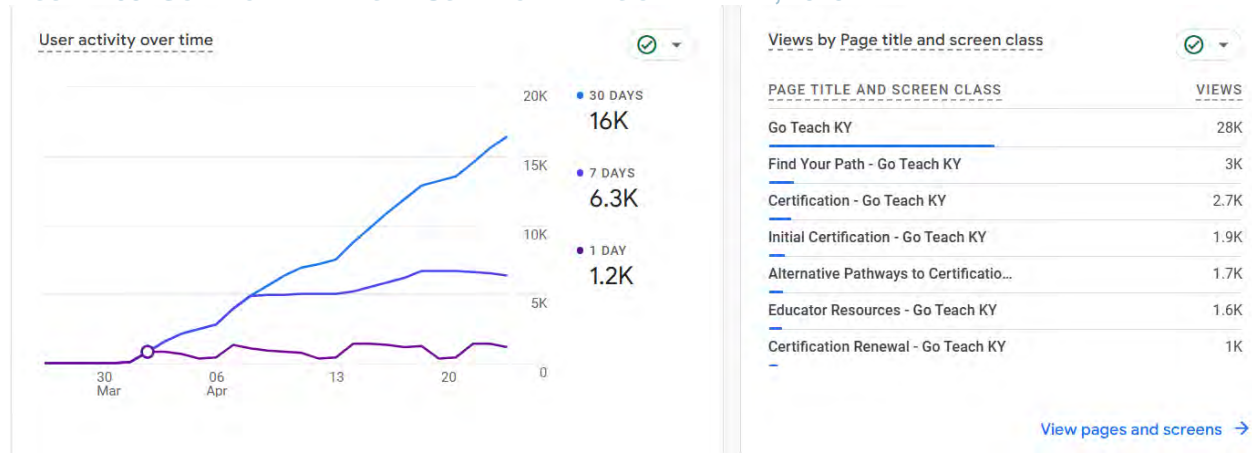 User activity over time
20K
15K
10K
5K
0
30
Mar
06
Apr
13
20
30 DAYS
16K
7 DAYS
6.3K
1 DAY
1.2K
Views by Page title and screen class
PAGE TITLE AND SCREEN CLASS VIEWS
Go Teach KY 28K
Find Your Path - Go Teach KY 3K
Certification - Go Teach KY 2.7K
Initial Certification - Go Teach KY 1.9K
Alternative Pathways to Certificatio... 1.7K
Educator Resources - Go Teach KY 1.6K
Certification Renewal - Go Teach KY 1K
View pages and screens →